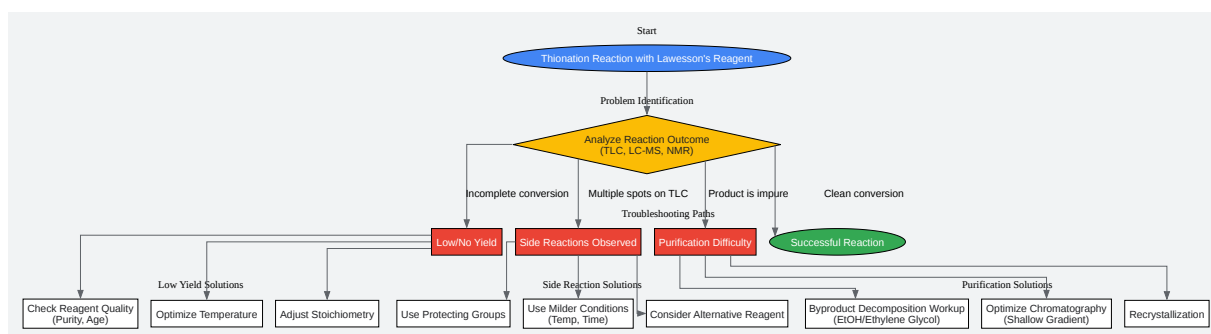 Start
Thionation Reaction with Lawesson's Reagent
Problem Identification
Analyze Reaction Outcome
(TLC, LC-MS, NMR)
Incomplete conversion
Multiple spots on TLC
Product is impure
Clean conversion
Troubleshooting Paths
Low/No Yield
Side Reactions Observed
Purification Difficulty
Successful Reaction
Low Yield Solutions
Side Reaction Solutions
Purification Solutions
Check Reagent Quality
(Purity, Age)
Optimize Temperature
Adjust Stoichiometry
Use Protecting Groups
Use Milder Conditions
(Temp, Time)
Consider Alternative Reagent
Byproduct Decomposition Workup
(EtOH/Ethylene Glycol)
Optimize Chromatography
(Shallow Gradient)
Recrystallization